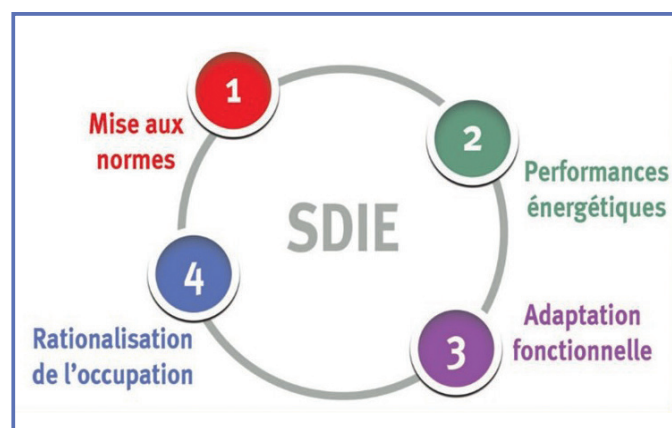 1
Mise aux
normes
2
Performances
énergétiques
SDIE
3
Adaptation
fonctionnelle
4
Rationalisation
de l’occupation